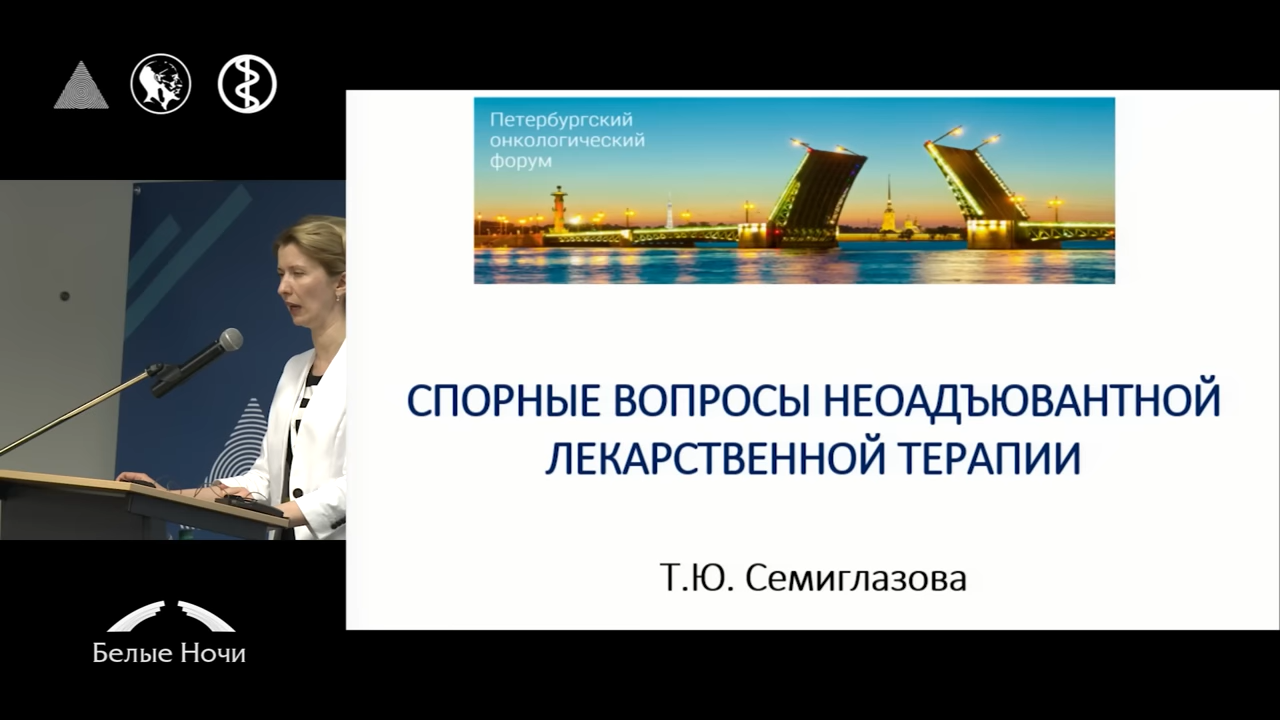 Петербургский
онкологический
форум
СПОРНЫЕ ВОПРОСЫ НЕОАДЪЮВАНТНОЙ
ЛЕКАРСТВЕННОЙ ТЕРАПИИ
Т.Ю. Семиглазова
Белые Ночи